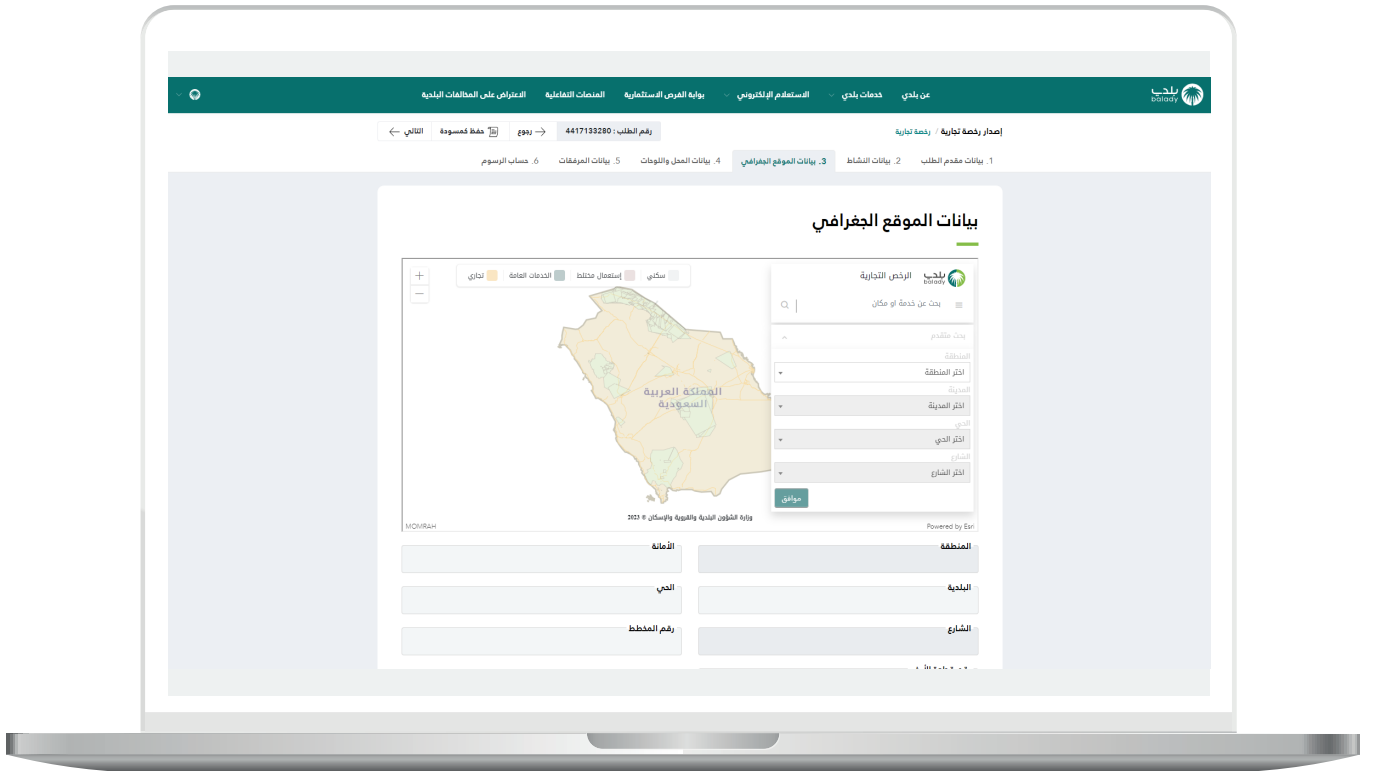 بلدي
balady
عن بلدي
خدمات بلدي
الاستعلام الإلكتروني
بوابة الفرص الاستثمارية
المنصات التفاعلية
الاعتراض على المخالفات البلدية
إصدار رخصة تجارية / رخصة تجارية
رقم الطلب : 4417133280
رجوع
حفظ كمسودة
التالي
1. بيانات مقدم الطلب
2. بيانات النشاط
3. بيانات الموقع الجغرافي
4. بيانات المحل واللوحات
5. بيانات المرفقات
6. حساب الرسوم
بيانات الموقع الجغرافي
بلدي
balady
الرخص التجارية
بحث عن خدمة او مكان
بحث متقدم
المنطقة
اختر المنطقة
المدينة
اختر المدينة
الحي
اختر الحي
الشارع
اختر الشارع
موافق
سكني
إستعمال مختلط
الخدمات العامة
تجاري
+
−
المملكة العربية
السعودية
وزارة الشؤون البلدية والقروية والإسكان © 2023
Powered by Esri
MOMRAH
المنطقة
الأمانة
البلدية
الحي
الشارع
رقم المخطط